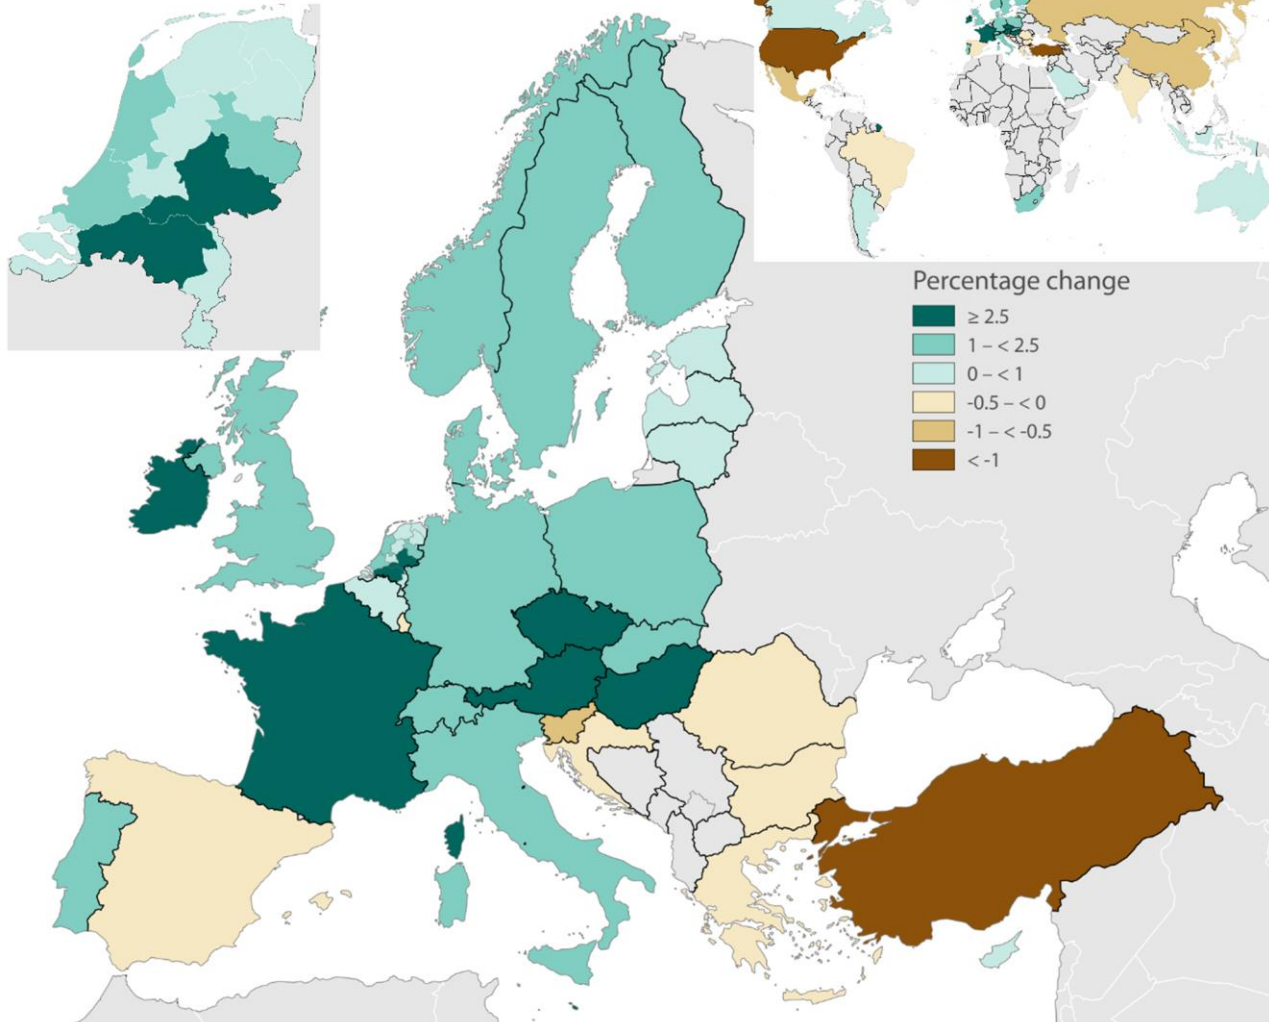 Percentage change
≥ 2.5
1 – < 2.5
0 – < 1
-0.5 – < 0
-1 – < -0.5
< -1